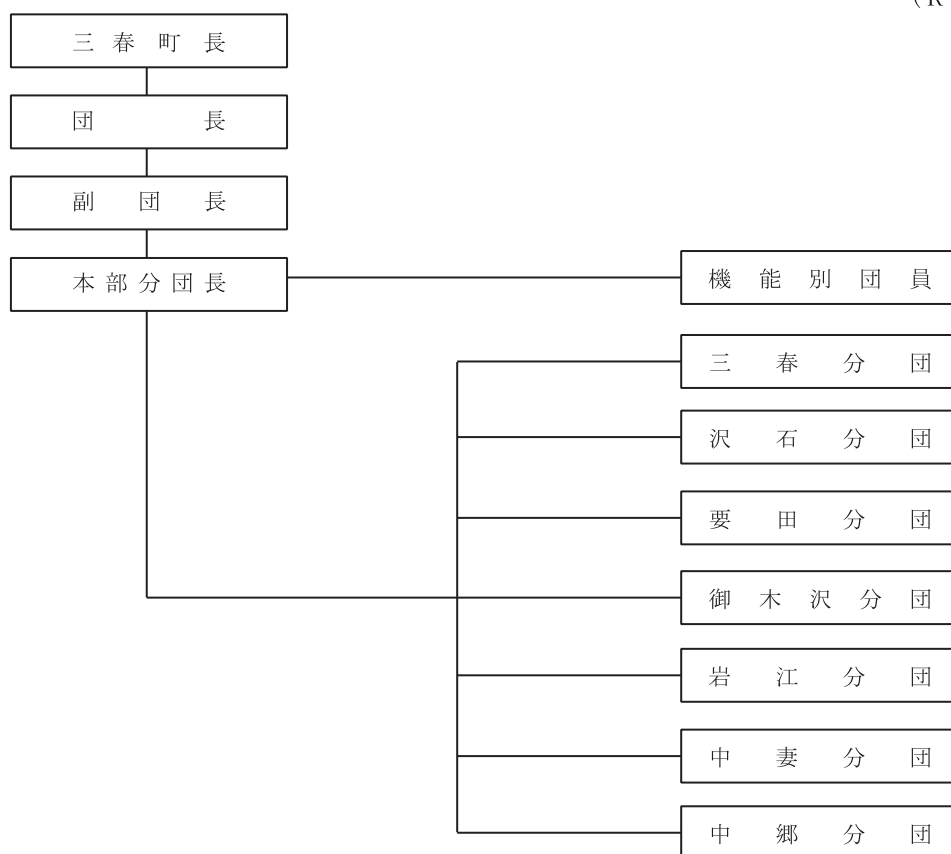 （R
三春町長
団長
副団長
本部分団長
機能別団員
三春分団
沢石分団
要田分団
御木沢分団
岩江分団
中妻分団
中郷分団